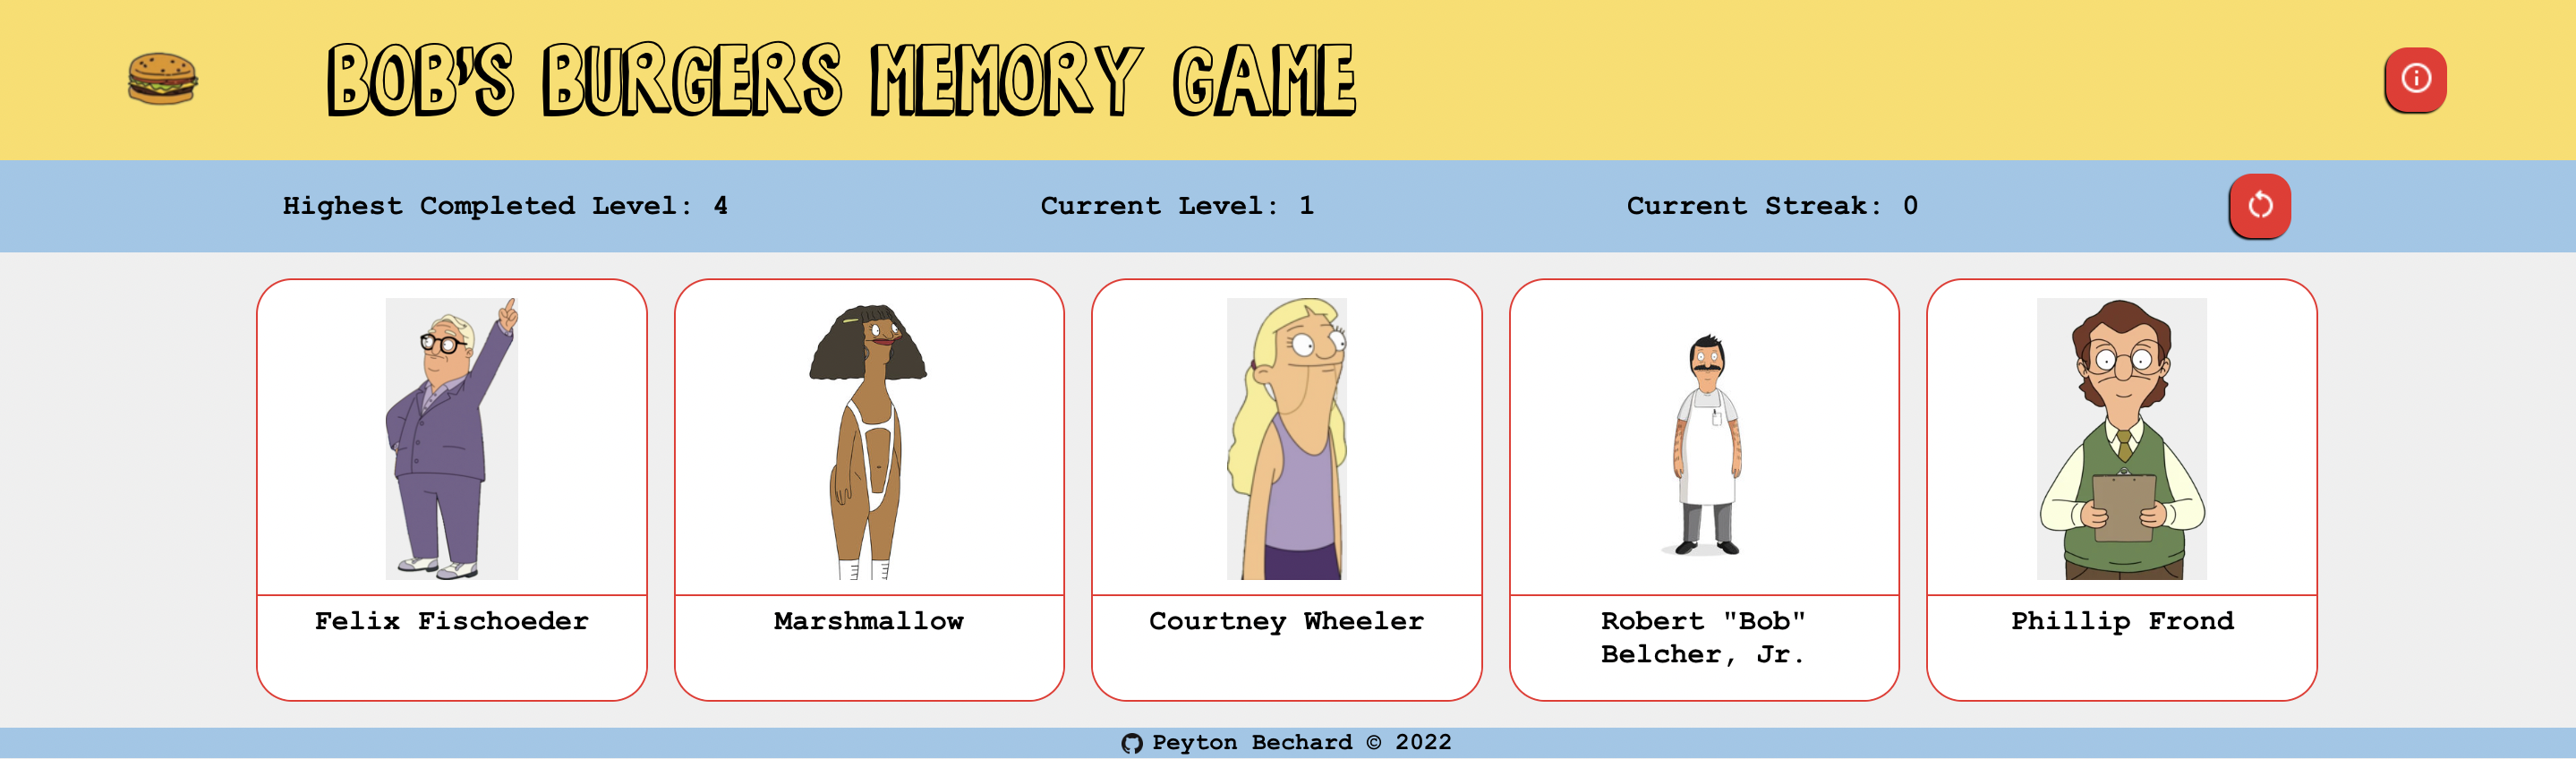 BOB'S BURGERS MEMORY GAME
Highest Completed Level: 4
Current Level: 1
Current Streak: 0
Felix Fischoeder
Marshmallow
Courtney Wheeler
Robert "Bob"
Belcher, Jr.
Phillip Frond
Peyton Bechard © 2022